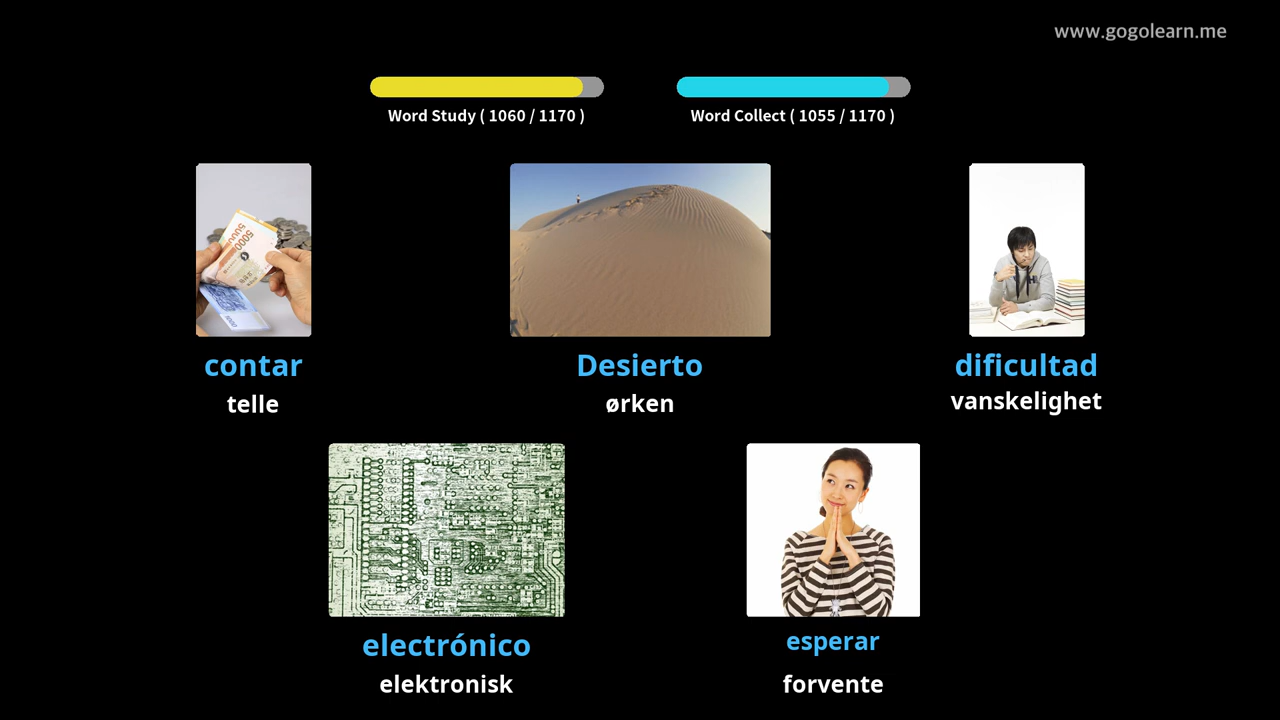 www.gogolearn.me
Word Study ( 1060 / 1170 )
Word Collect ( 1055 / 1170 )
contar
telle
Desierto
ørken
dificultad
vanskelighet
electrónico
elektronisk
esperar
forvente